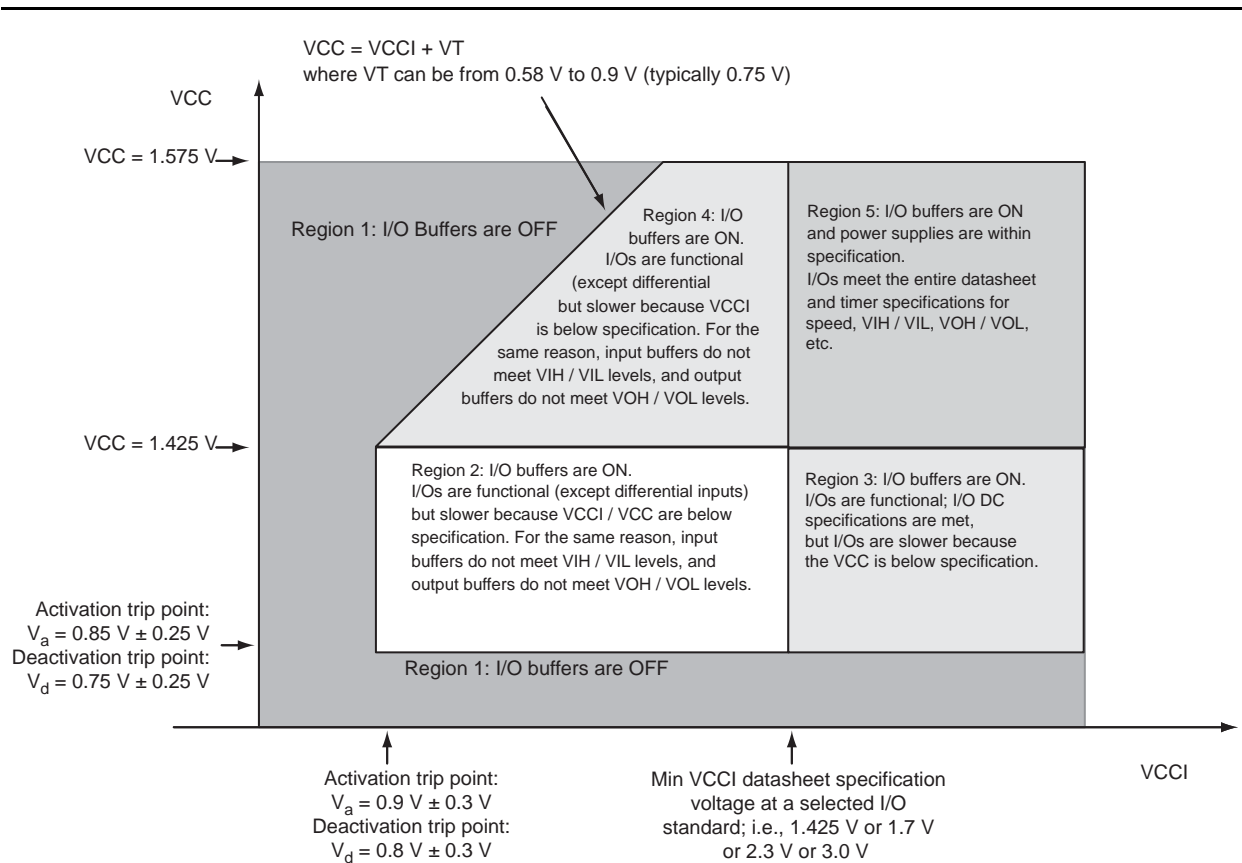 VCC = VCCI + VT
where VT can be from 0.58 V to 0.9 V (typically 0.75 V)
VCC
VCC = 1.575 V
Region 1: I/O Buffers are OFF
Region 4: I/O
buffers are ON.
I/Os are functional
(except differential
but slower because VCCI
is below specification. For the
same reason, input buffers do not
meet VIH / VIL levels, and output
buffers do not meet VOH / VOL levels.
Region 5: I/O buffers are ON
and power supplies are within
specification.
I/Os meet the entire datasheet
and timer specifications for
speed, VIH / VIL, VOH / VOL,
etc.
VCC = 1.425 V
Region 2: I/O buffers are ON.
I/Os are functional (except differential inputs)
but slower because VCCI / VCC are below
specification. For the same reason, input
buffers do not meet VIH / VIL levels, and
output buffers do not meet VOH / VOL levels.
Region 3: I/O buffers are ON.
I/Os are functional; I/O DC
specifications are met,
but I/Os are slower because
the VCC is below specification.
Activation trip point:
Va = 0.85 V ± 0.25 V
Deactivation trip point:
Vd = 0.75 V ± 0.25 V
Region 1: I/O buffers are OFF
VCCI
Activation trip point:
Va = 0.9 V ± 0.3 V
Deactivation trip point:
Vd = 0.8 V ± 0.3 V
Min VCCI datasheet specification
voltage at a selected I/O
standard; i.e., 1.425 V or 1.7 V
or 2.3 V or 3.0 V